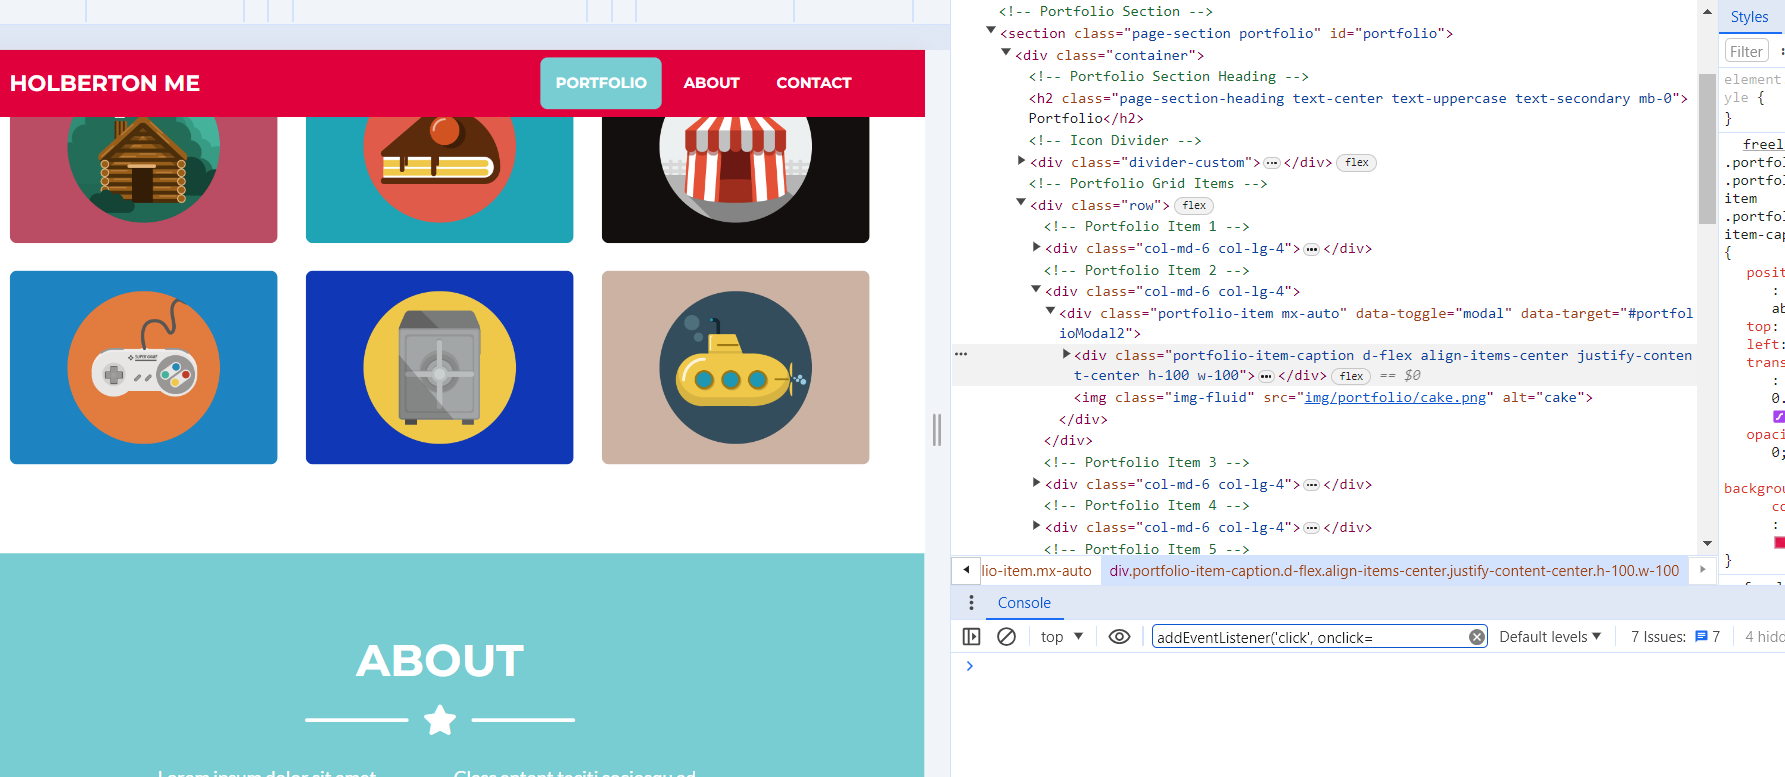 HOLBERTON ME
PORTFOLIO
ABOUT
CONTACT
SUPER GAME
ABOUT
<!-- Portfolio Section -->
<section class="page-section portfolio" id="portfolio">
<div class="container">
<!-- Portfolio Section Heading -->
<h2 class="page-section-heading text-center text-uppercase text-secondary mb-0">
Portfolio</h2>
<!-- Icon Divider -->
<div class="divider-custom"> ••• </div> flex
<!-- Portfolio Grid Items -->
<div class="row"> flex
<!-- Portfolio Item 1 -->
<div class="col-md-6 col-lg-4"> ••• </div>
<!-- Portfolio Item 2 -->
<div class="col-md-6 col-lg-4">
<div class="portfolio-item mx-auto" data-toggle="modal" data-target="#portfol
ioModal2">
<div class="portfolio-item-caption d-flex align-items-center justify-conten
t-center h-100 w-100"> ••• </div> flex == $0
<img class="img-fluid" src="img/portfolio/cake.png" alt="cake">
</div>
</div>
<!-- Portfolio Item 3 -->
<div class="col-md-6 col-lg-4"> ••• </div>
<!-- Portfolio Item 4 -->
<div class="col-md-6 col-lg-4"> ••• </div>
<!-- Portfolio Item 5 -->
lio-item.mx-auto
div.portfolio-item-caption.d-flex.align-items-center.justify-content-center.h-100.w-100
Console
top
addEventListener('click', onclick=
Default levels
7 Issues: 7
4 hidd
Styles
Filter
element
yle {
}
freel
.portfol
.portfol
item
.portfol
item-cap
{
posit
:
ab
top:
left:
trans
:
0.
opaci
0;
backgrou
co
:
}